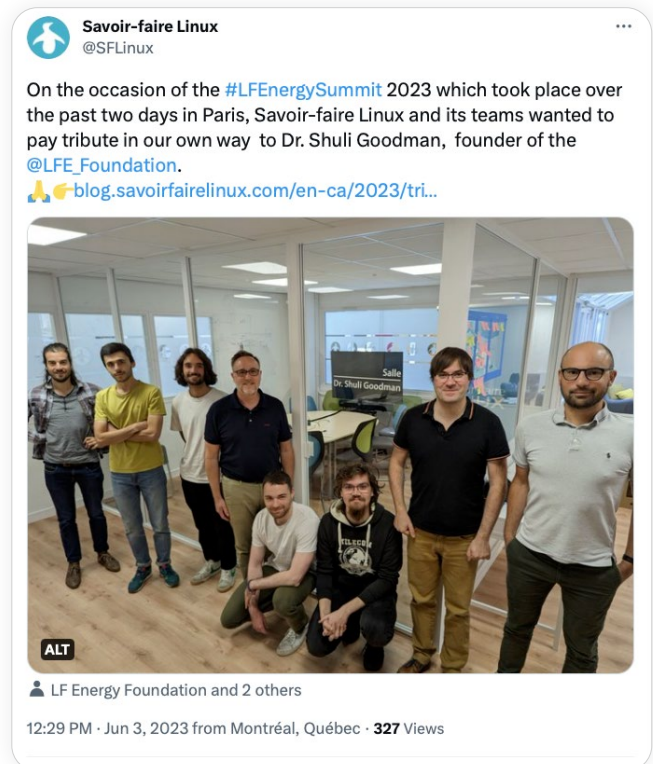 Savoir-faire Linux
@SFLinux
On the occasion of the #LFEnergySummit 2023 which took place over
the past two days in Paris, Savoir-faire Linux and its teams wanted to
pay tribute in our own way to Dr. Shuli Goodman, founder of the
@LFE_Foundation.
🙏👉blog.savoirfairelinux.com/en-ca/2023/tri...
Salle
Dr. Shuli Goodman
ALT
LF Energy Foundation and 2 others
12:29 PM · Jun 3, 2023 from Montréal, Québec · 327 Views